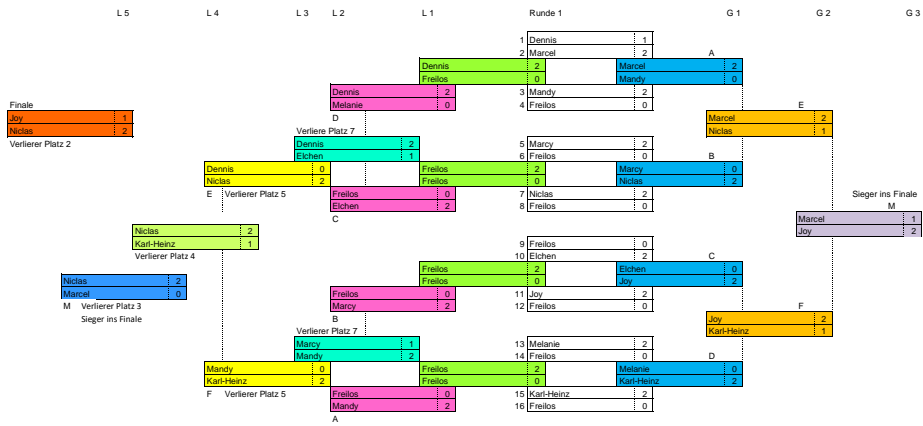 L 5 L 4 L 3 L 2 L 1 Runde 1 G 1 G 2 G 3
1 Dennis 1
2 Marcel 2 A
Dennis 2 Marcel 2
Freilos 0 Mandy 0
Dennis 2 3 Mandy 2
Melanie 0 4 Freilos 0
Finale D E
Joy 1 Marcel 2
Niclas 2 Verliere Platz 7 Niclas 1
Verlierer Platz 2 Dennis 2 5 Marcy 2
Elchen 1 6 Freilos 0 B
Dennis 0 Freilos 2 Marcy 0
Niclas 2 Freilos 0 Niclas 2
E Verlierer Platz 5 Freilos 0 7 Niclas 2 Sieger ins Finale
Elchen 2 8 Freilos 0 M
C Marcel 1
Niclas 2 Joy 2
Karl-Heinz 1 9 Freilos 0
Verlierer Platz 4 10 Elchen 2 C
Freilos 2 Elchen 0
Niclas 2 Freilos 0 Joy 2
Marcel 0 Freilos 0 11 Joy 2
M Verlierer Platz 3 Marcy 2 12 Freilos 0 F
Sieger ins Finale B Joy 2
Verlierer Platz 7 Karl-Heinz 1
Marcy 1 13 Melanie 2
Mandy 2 14 Freilos 0 D
Mandy 0 Freilos 2 Melanie 0
Karl-Heinz 2 Freilos 0 Karl-Heinz 2
F Verlierer Platz 5 Freilos 0 15 Karl-Heinz 2
Mandy 2 16 Freilos 0
A